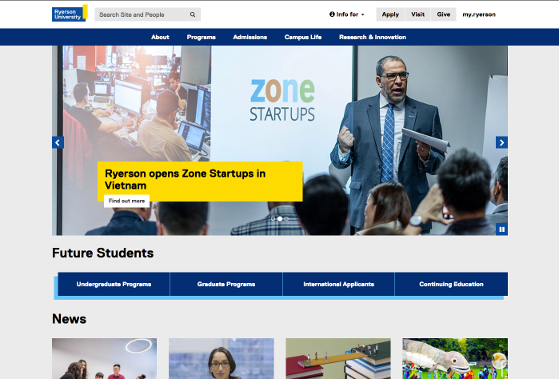 Ryerson
University
Search Site and People
Info for
Apply
Visit
Give
my.ryerson
About
Programs
Admissions
Campus Life
Research & Innovation
zone
STARTUPS
Ryerson opens Zone Startups in
Vietnam
Find out more
Future Students
Undergraduate Programs
Graduate Programs
International Applicants
Continuing Education
News